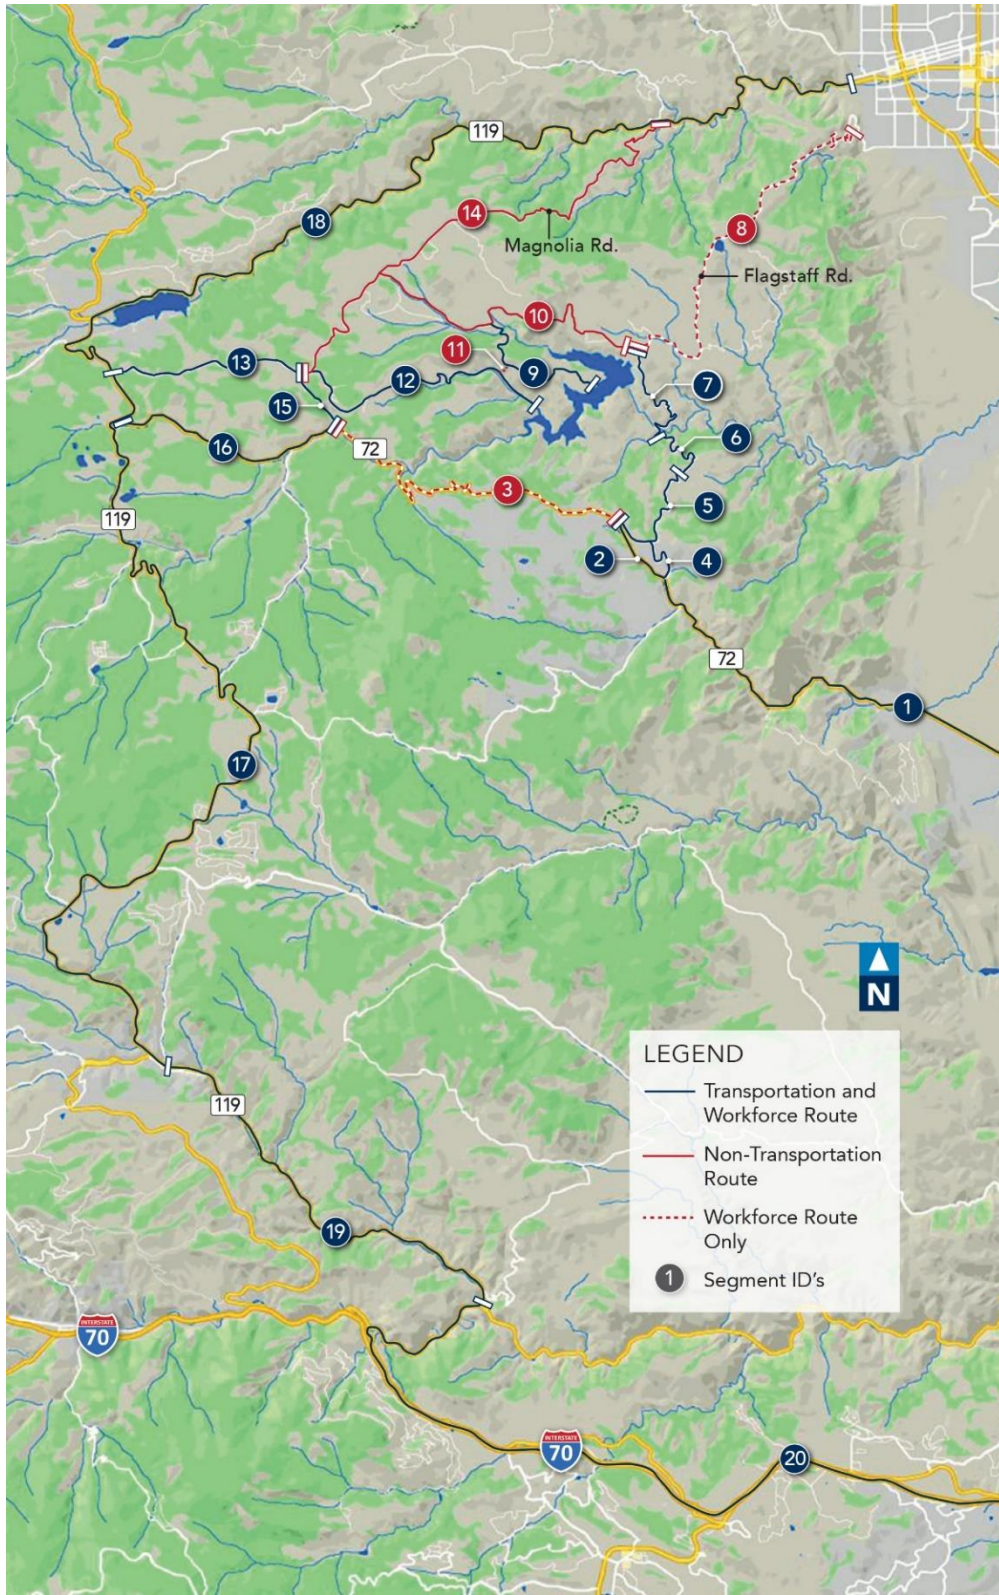 119
18
14
Magnolia Rd.
8
Flagstaff Rd.
10
13
11
9
12
7
15
6
16
72
3
5
119
2
4
72
1
17
N
LEGEND
Transportation and
Workforce Route
Non-Transportation
Route
Workforce Route
Only
1 Segment ID's
119
19
INTERSTATE
70
INTERSTATE
70
20